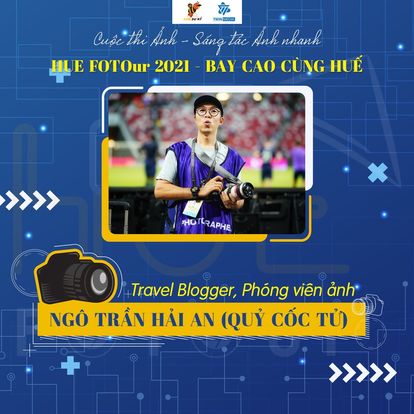 Cuộc thi Ảnh - Sáng tác Ảnh nhanh
HUE FOTOur 2021 - BAY CAO CÙNG HUẾ
PHOTOGRAPHE
Travel Blogger, Phóng viên ảnh
NGÔ TRẦN HẢI AN (QUỶ CỐC TỬ)